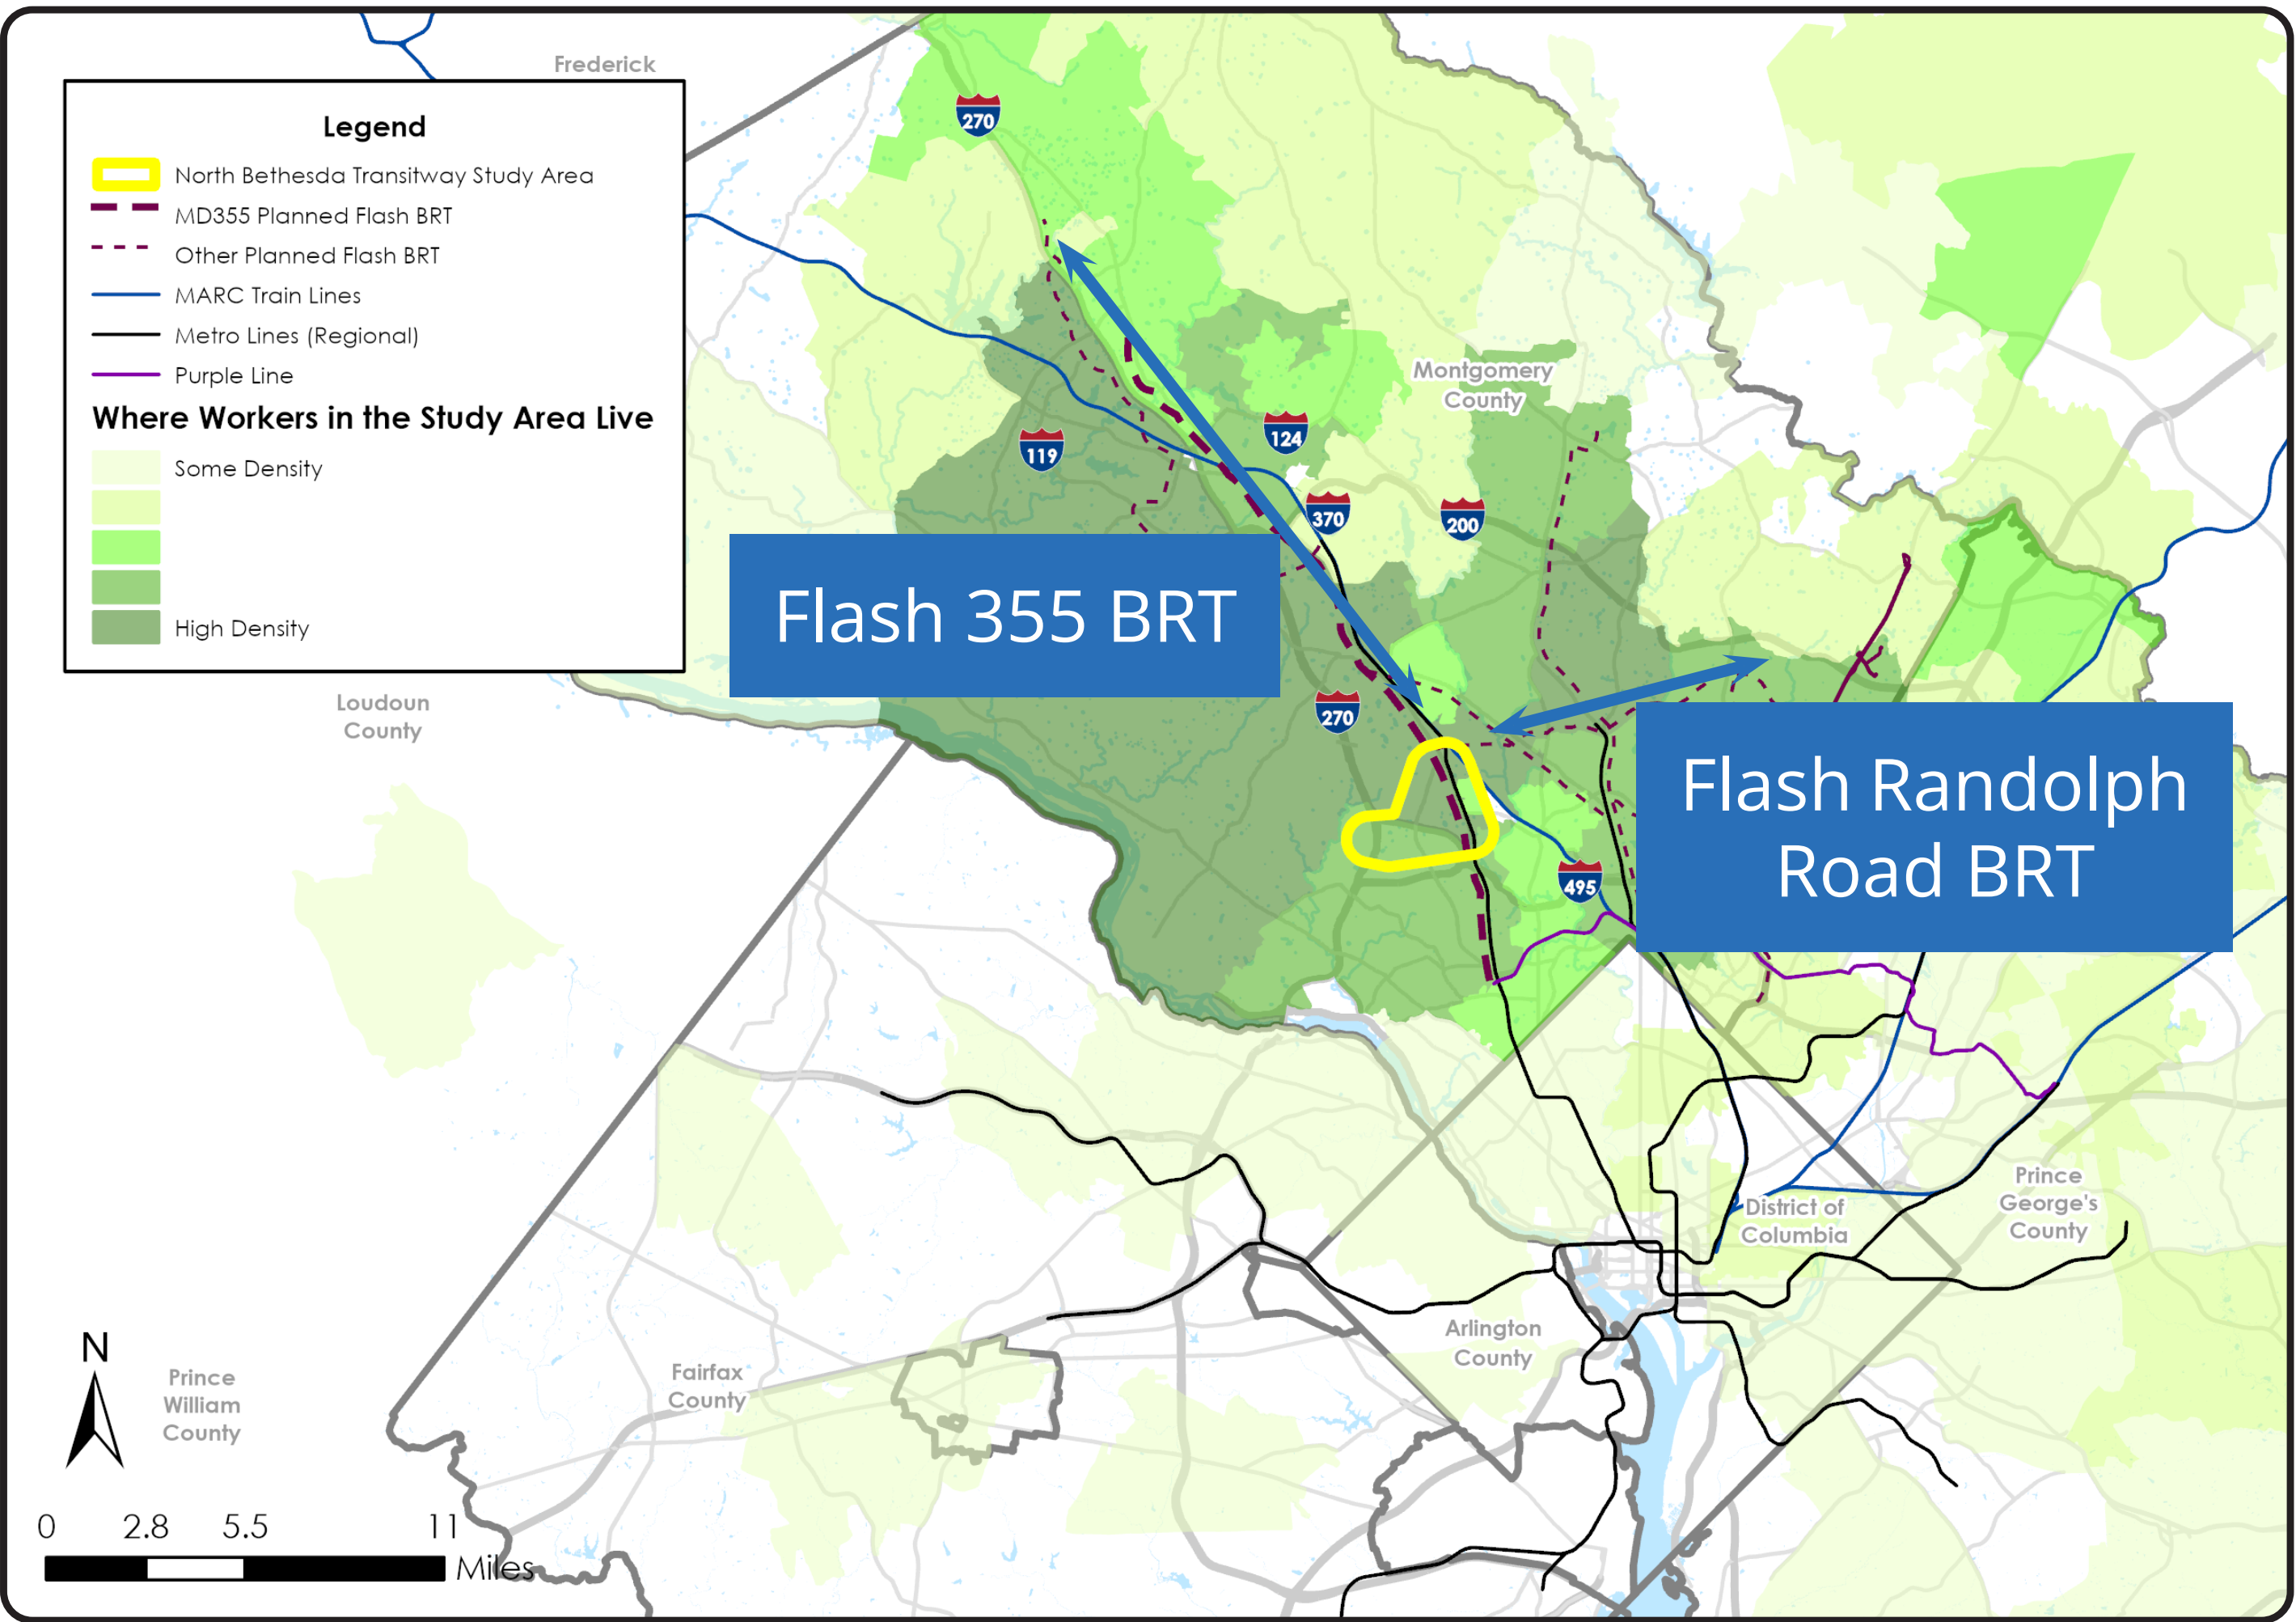 Frederick
Legend
North Bethesda Transitway Study Area
MD355 Planned Flash BRT
Other Planned Flash BRT
MARC Train Lines
Metro Lines (Regional)
Purple Line
Where Workers in the Study Area Live
Some Density
High Density
270
124
119
370
200
Montgomery
County
Flash 355 BRT
270
Loudoun
County
Flash Randolph
Road BRT
495
Prince
George's
County
District of
Columbia
Arlington
County
Fairfax
County
N
Prince
William
County
0 2.8 5.5 11
Miles